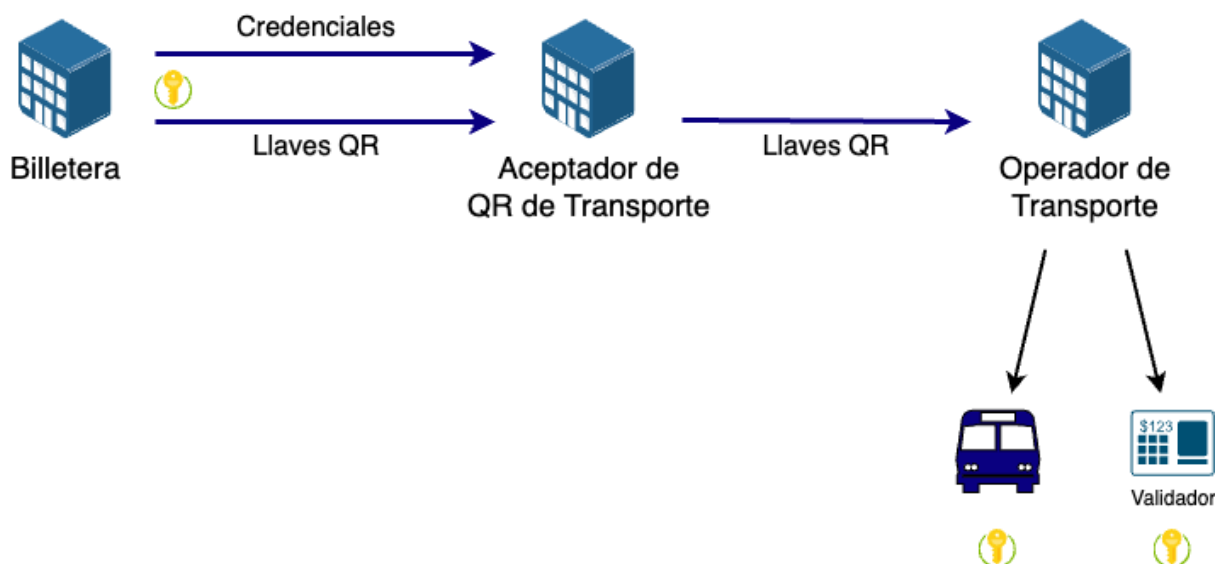 Credenciales
Llaves QR
Llaves QR
Billetera
Aceptador de
QR de Transporte
Operador de
Transporte
$123
Validador